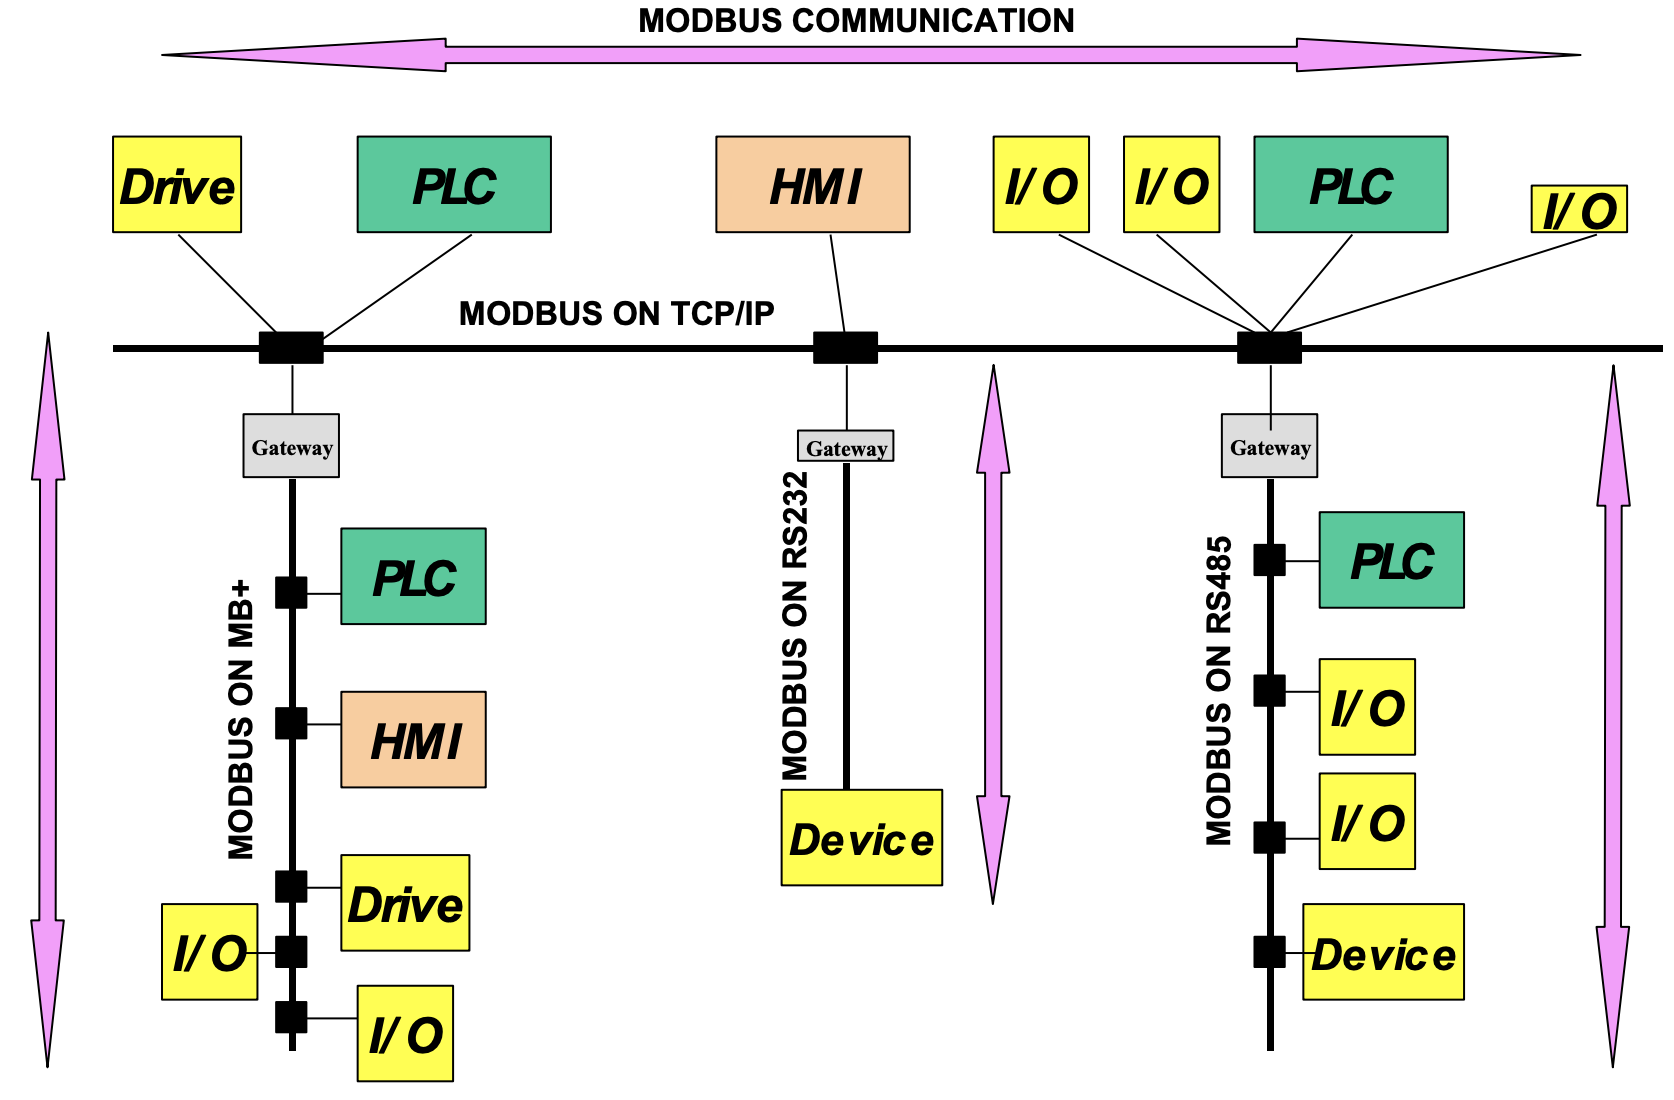 MODBUS COMMUNICATION
Drive
PLC
HMI
I/O
I/O
PLC
I/O
MODBUS ON TCP/IP
Gateway
Gateway
Gateway
MODBUS ON MB+
PLC
HMI
Drive
I/O
I/O
MODBUS ON RS232
Device
MODBUS ON RS485
PLC
I/O
I/O
Device